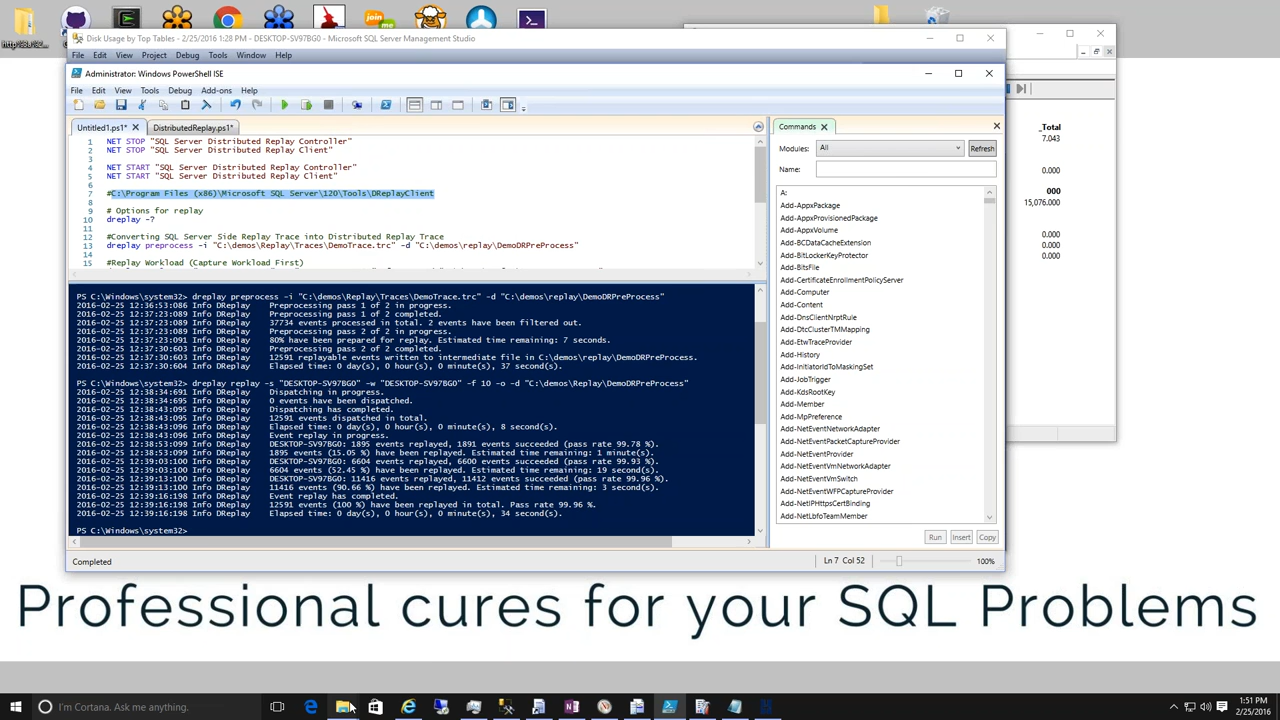 Disk Usage by Top Tables - 2/25/2016 1:28 PM - DESKTOP-SV97BG0 - Microsoft SQL Server Management Studio
File Edit View Project Debug Tools Window Help
Administrator: Windows PowerShell ISE
File Edit View Tools Debug Add-ons Help
Untitled1.ps1* DistributedReplay.ps1*
1 NET STOP "SQL Server Distributed Replay Controller"
2 NET STOP "SQL Server Distributed Replay Client"
3
4 NET START "SQL Server Distributed Replay Controller"
5 NET START "SQL Server Distributed Replay Client"
6
7 #C:\Program Files (x86)\Microsoft SQL Server\120\Tools\DReplayClient
8
9 # Options for replay
10 dreplay -?
11
12 #Converting SQL Server Side Replay Trace into Distributed Replay Trace
13 dreplay preprocess -i "C:\demos\Replay\Traces\DemoTrace.trc" -d "C:\demos\replay\DemoDRPreProcess"
14
15 #Replay Workload (Capture Workload First)
PS C:\Windows\system32> dreplay preprocess -i "C:\demos\Replay\Traces\DemoTrace.trc" -d "C:\demos\replay\DemoDRPreProcess"
2016-02-25 12:36:53:086 Info DReplay Preprocessing pass 1 of 2 in progress.
2016-02-25 12:37:23:089 Info DReplay Preprocessing pass 1 of 2 completed.
2016-02-25 12:37:23:089 Info DReplay 37734 events processed in total. 2 events have been filtered out.
2016-02-25 12:37:23:089 Info DReplay Preprocessing pass 2 of 2 in progress.
2016-02-25 12:37:23:090 Info DReplay 80% have been prepared for replay. Estimated time remaining: 7 seconds.
2016-02-25 12:37:30:603 Info DReplay Preprocessing pass 2 of 2 completed.
2016-02-25 12:37:30:603 Info DReplay 12591 replayable events written to intermediate file in C:\demos\replay\DemoDRPreProcess.
2016-02-25 12:37:30:604 Info DReplay Elapsed time: 0 day(s), 0 hour(s), 0 minute(s), 37 second(s).
PS C:\Windows\system32> dreplay replay -s "DESKTOP-SV97BG0" -w "DESKTOP-SV97BG0" -f 10 -o -d "C:\demos\Replay\DemoDRPreProcess"
2016-02-25 12:38:34:691 Info DReplay Dispatching in progress.
2016-02-25 12:38:34:695 Info DReplay 0 events have been dispatched.
2016-02-25 12:38:43:095 Info DReplay Dispatching has completed.
2016-02-25 12:38:43:095 Info DReplay 12591 events dispatched in total.
2016-02-25 12:38:43:096 Info DReplay Elapsed time: 0 day(s), 0 hour(s), 0 minute(s), 8 second(s).
2016-02-25 12:38:43:096 Info DReplay Event replay in progress.
2016-02-25 12:38:53:099 Info DReplay DESKTOP-SV97BG0: 1895 events replayed, 1891 events succeeded (pass rate 99.78 %).
2016-02-25 12:38:53:099 Info DReplay 1895 events (15.05 %) have been replayed. Estimated time remaining: 1 minute(s).
2016-02-25 12:39:03:100 Info DReplay DESKTOP-SV97BG0: 6604 events replayed, 6600 events succeeded (pass rate 99.93 %).
2016-02-25 12:39:03:100 Info DReplay 6604 events (52.45 %) have been replayed. Estimated time remaining: 19 second(s).
2016-02-25 12:39:13:100 Info DReplay DESKTOP-SV97BG0: 11416 events replayed, 11412 events succeeded (pass rate 99.96 %).
2016-02-25 12:39:13:100 Info DReplay 11416 events (90.66 %) have been replayed. Estimated time remaining: 3 second(s).
2016-02-25 12:39:16:198 Info DReplay Event replay has completed.
2016-02-25 12:39:16:198 Info DReplay 12591 events (100 %) have been replayed in total. Pass rate 99.96 %.
2016-02-25 12:39:16:198 Info DReplay Elapsed time: 0 day(s), 0 hour(s), 0 minute(s), 34 second(s).
PS C:\Windows\system32>
Completed
Ln 7 Col 52
100%
Commands
Modules: All Refresh
Name:
A:
Add-AppxPackage
Add-AppxProvisionedPackage
Add-AppxVolume
Add-BCDataCacheExtension
Add-BitLockerKeyProtector
Add-BitsFile
Add-CertificateEnrollmentPolicyServer
Add-Computer
Add-Content
Add-DnsClientNrptRule
Add-DtcClusterTMMapping
Add-EtwTraceProvider
Add-History
Add-InitiatorIdToMaskingSet
Add-JobTrigger
Add-KdsRootKey
Add-Member
Add-MpPreference
Add-NetEventNetworkAdapter
Add-NetEventPacketCaptureProvider
Add-NetEventProvider
Add-NetEventVmNetworkAdapter
Add-NetEventVmSwitch
Add-NetEventWFPCaptureProvider
Add-NetIPHttpsCertBinding
Add-NetLbfoTeamMember
Run Insert Copy
_Total
7.043
0.000
000
15,076.000
0.000
0.000
0.000
join me
Professional cures for your SQL Problems
I'm Cortana. Ask me anything.
1:51 PM
2/25/2016